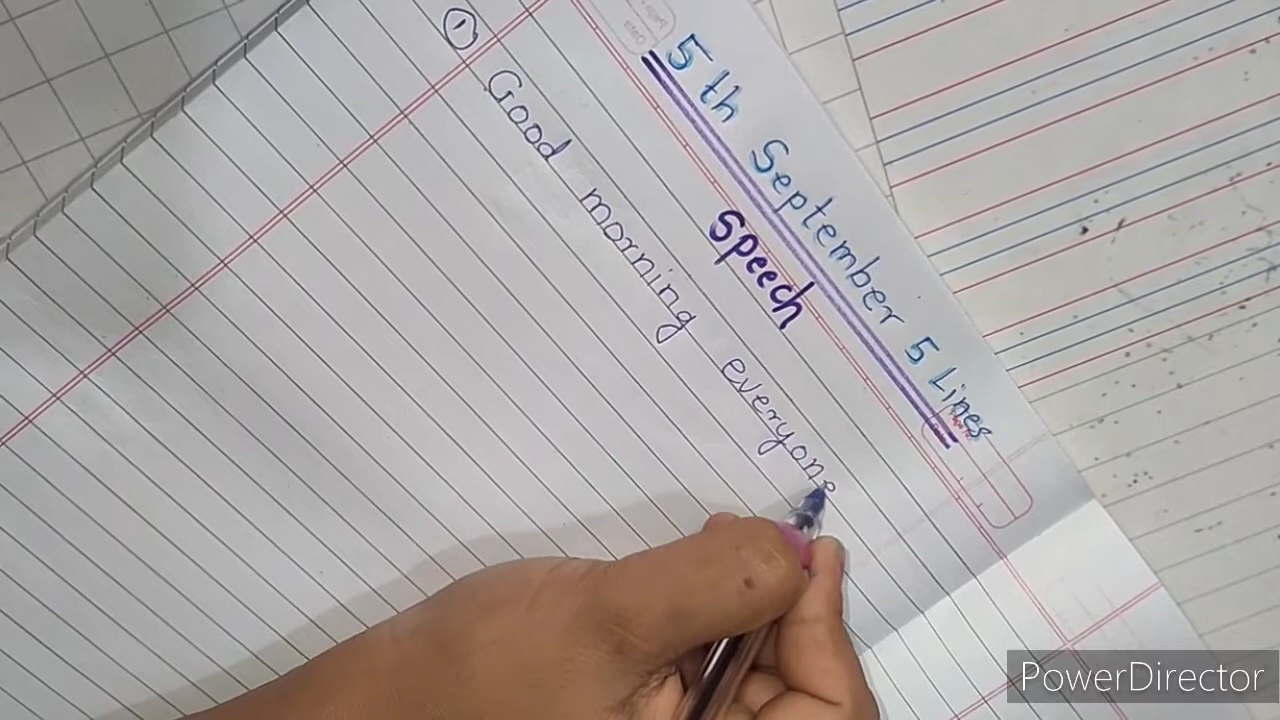 5th September 5 Lines
Speech
① Good morning everyone
PowerDirector